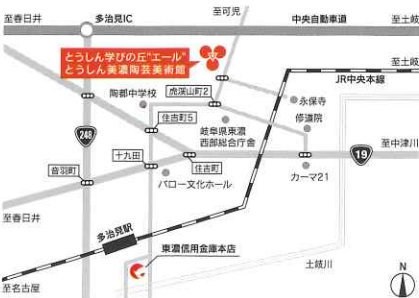 至可児
至春日井
多治見IC
中央自動車道
至土岐
とうしん学びの丘"エール"
とうしん美濃陶芸美術館
至土岐
JR中央本線
陶都中学校
虎渓山町2
永保寺
修道院
住吉町5
岐阜県東濃
西部総合庁舎
248
19
至中津川
音羽町
十九田
住吉町
カーマ21
バロー文化ホール
至春日井
多治見駅
東濃信用金庫本店
土岐川
至名古屋
N